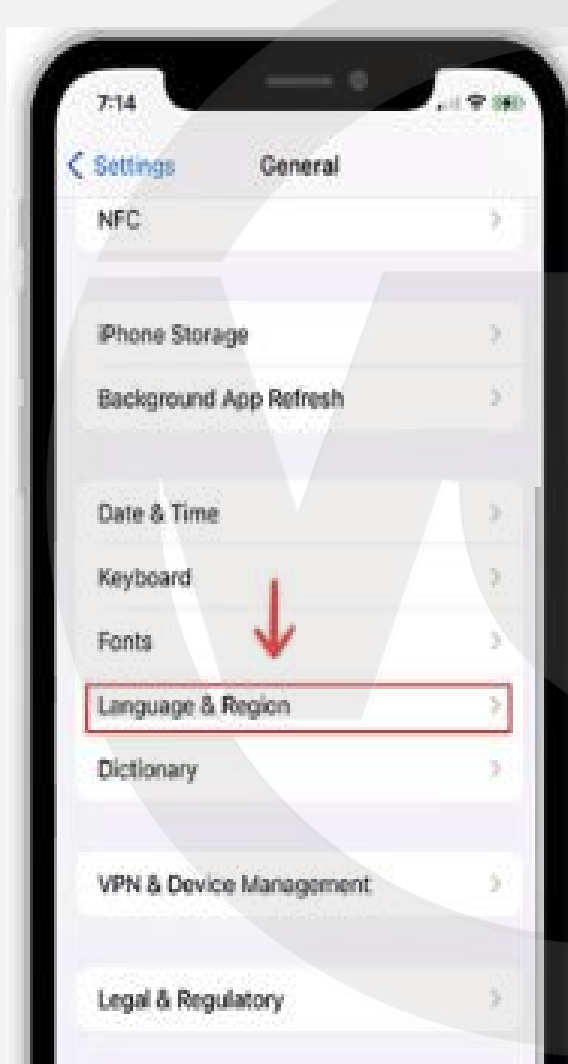 7:14
Settings General
NFC
iPhone Storage
Background App Refresh
Date & Time
Keyboard
Fonts
Language & Region
Dictionary
VPN & Device Management
Legal & Regulatory